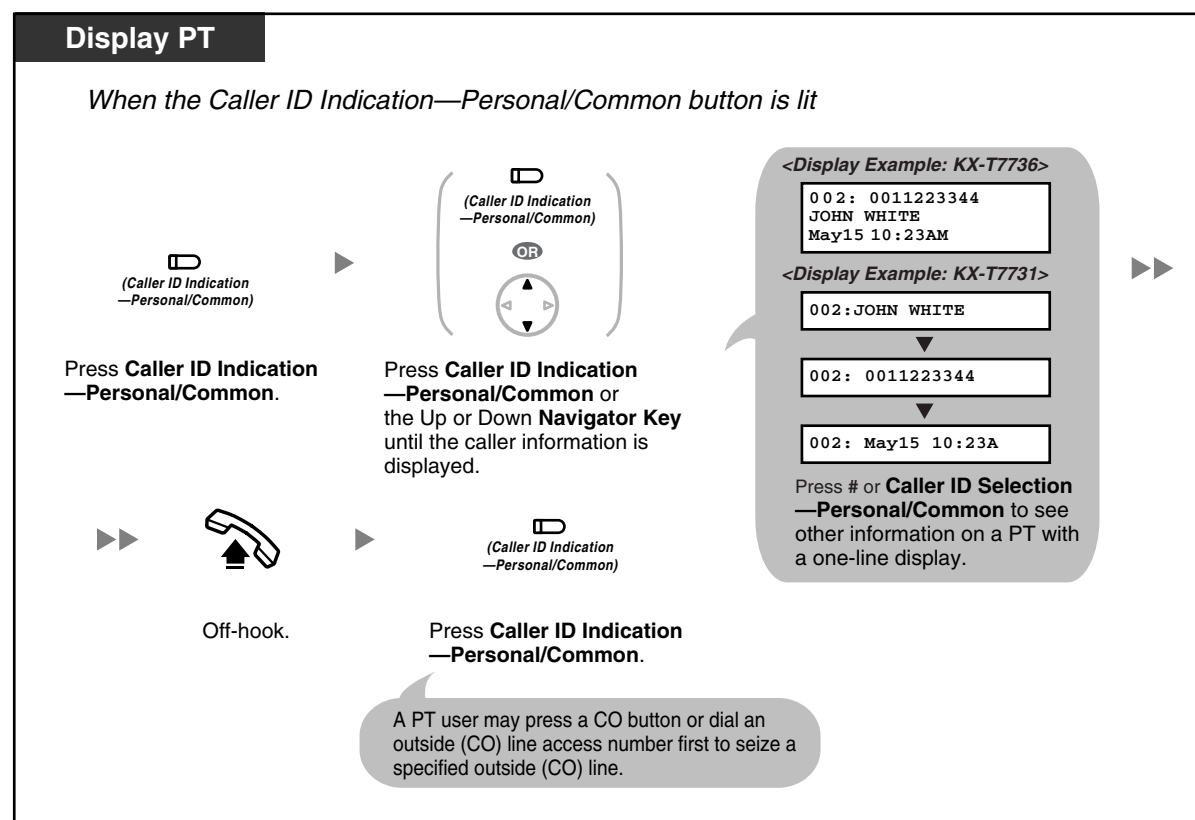 Display PT
When the Caller ID Indication—Personal/Common button is lit
(Caller ID Indication
—Personal/Common)
Press Caller ID Indication
—Personal/Common.
(Caller ID Indication
—Personal/Common)
OR
Press Caller ID Indication
—Personal/Common or
the Up or Down Navigator Key
until the caller information is
displayed.
<Display Example: KX-T7736>
002: 0011223344
JOHN WHITE
May15 10:23AM
<Display Example: KX-T7731>
002:JOHN WHITE
002: 0011223344
002: May15 10:23A
Press # or Caller ID Selection
—Personal/Common to see
other information on a PT with
a one-line display.
Off-hook.
(Caller ID Indication
—Personal/Common)
Press Caller ID Indication
—Personal/Common.
A PT user may press a CO button or dial an
outside (CO) line access number first to seize a
specified outside (CO) line.